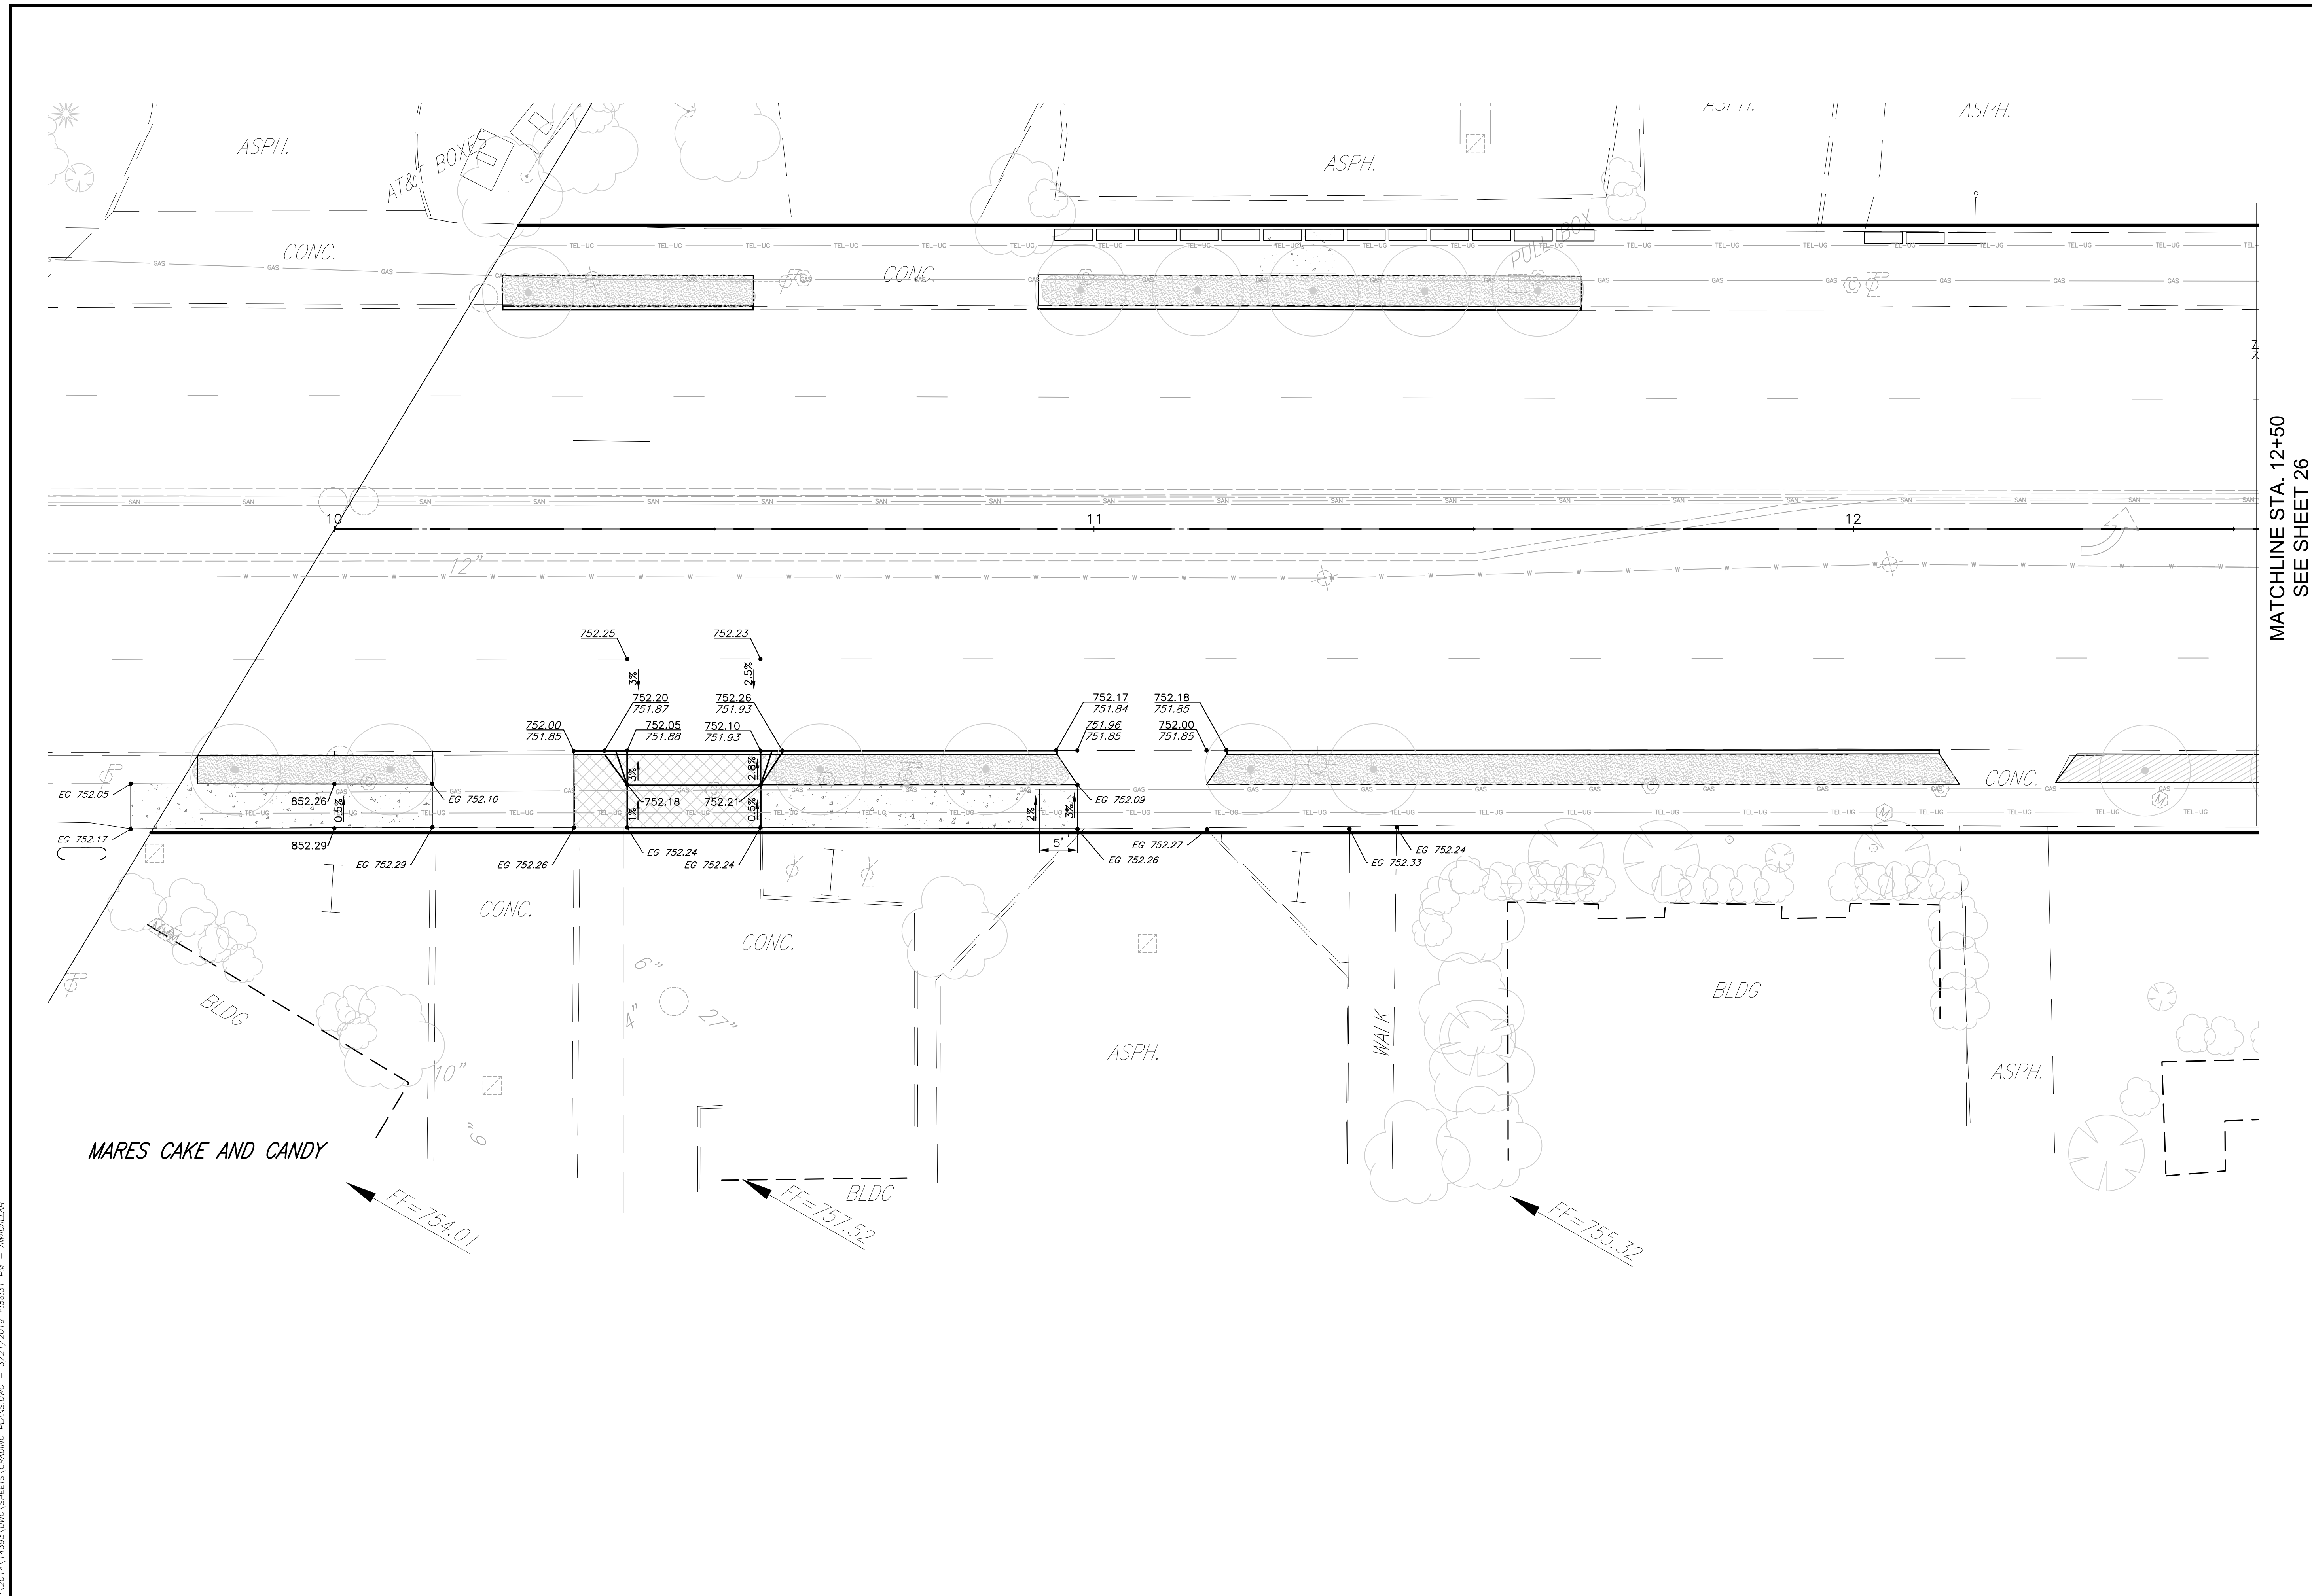 ASPH.
AT&T BOXES
ASPH.
ASPH.
CONC.
CONC.
PULL BOX
TEL-UG
GAS
SAN
10
11
12
12"
W
MATCHLINE STA. 12+50
SEE SHEET 26
752.25
752.23
3%
2.5%
752.20
751.87
752.26
751.93
752.17
751.84
752.18
751.85
752.00
751.85
752.05
751.88
752.10
751.93
751.96
751.85
752.00
751.85
3%
2.8%
EG 752.05
852.26
0.5%
EG 752.10
752.18
752.21
1%
0.5%
EG 752.09
2%
3%
CONC.
EG 752.17
852.29
EG 752.29
EG 752.26
EG 752.24
EG 752.24
5'
EG 752.26
EG 752.27
EG 752.33
EG 752.24
CONC.
CONC.
6"
4"
27"
BLDG
BLDG
WALK
ASPH.
ASPH.
10"
6"
MARES CAKE AND CANDY
BLDG
FF=754.01
FF=757.52
FF=755.32